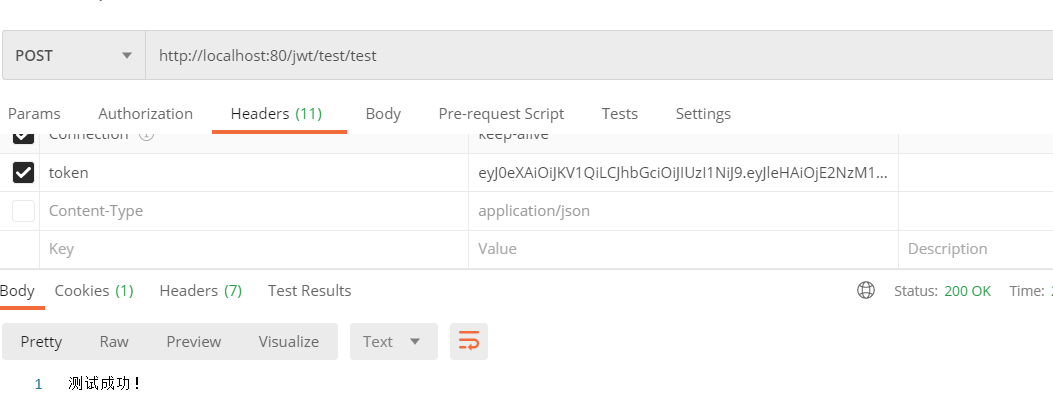 POST http://localhost:80/jwt/test/test
Params Authorization Headers (11) Body Pre-request Script Tests Settings
Connection keep-alive
token eyJ0eXAiOiJKV1QiLCJhbGciOiJIUzI1NiJ9.eyJleHAiOjE2NzM1...
Content-Type application/json
Key Value Description
Body Cookies (1) Headers (7) Test Results Status: 200 OK Time:
Pretty Raw Preview Visualize Text
1 测试成功!